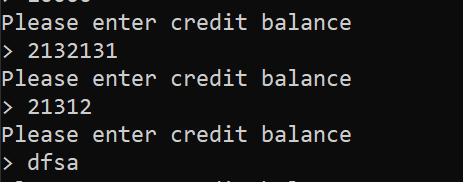 Please enter credit balance
> 2132131
Please enter credit balance
> 21312
Please enter credit balance
> dfsa